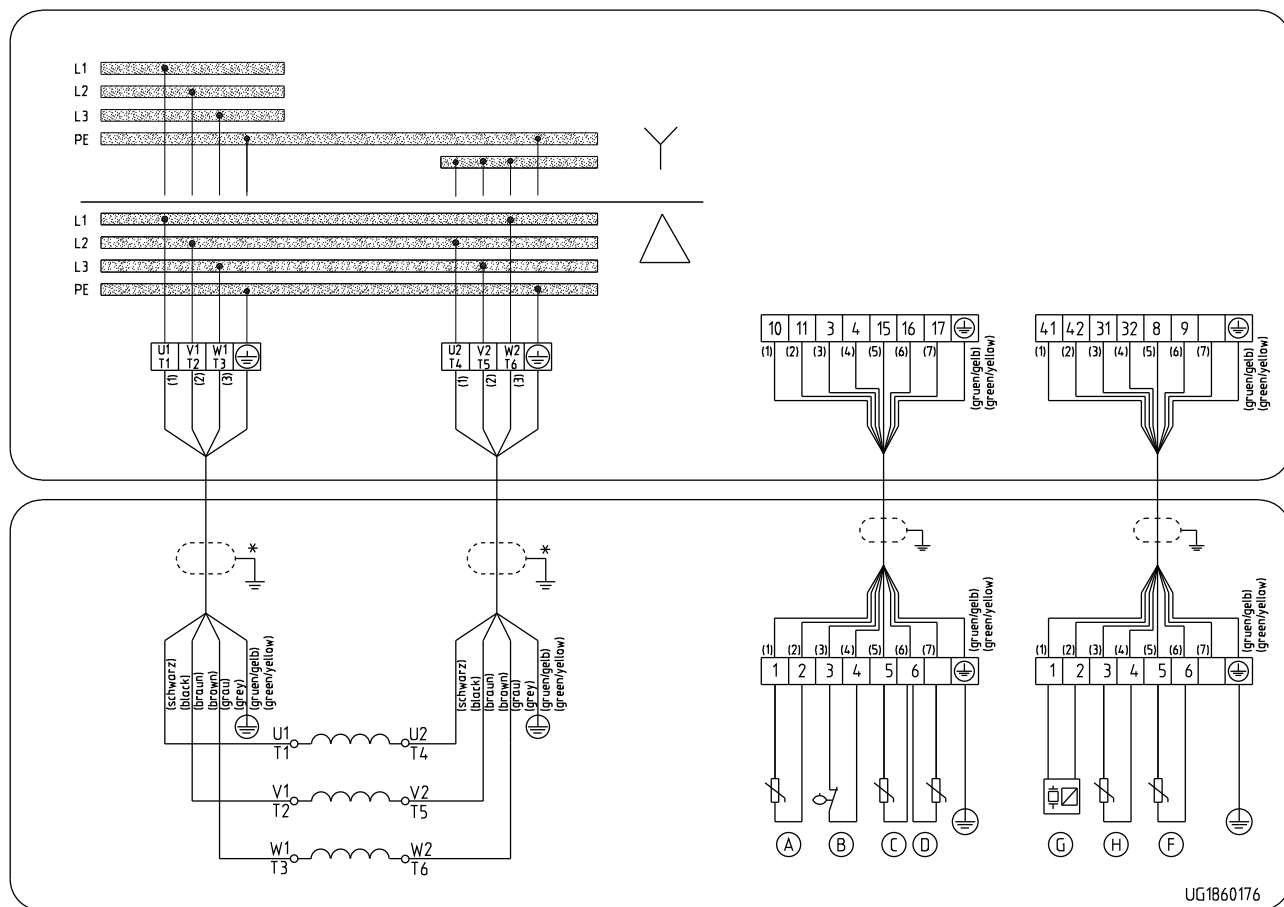 L1
L2
L3
PE
L1
L2
L3
PE
U1 V1 W1
T1 T2 T3
(1) (2) (3)
U2 V2 W2
T4 T5 T6
(1) (2) (3)
10 11 3 4 15 16 17
(1) (2) (3) (4) (5) (6) (7)
(gruen/gelb)
(green/yellow)
41 42 31 32 8 9
(1) (2) (3) (4) (5) (6) (7)
(gruen/gelb)
(green/yellow)
*
*
(schwarz)
(black)
(braun)
(brown)
(grau)
(grey)
(gruen/gelb)
(green/yellow)
(schwarz)
(black)
(braun)
(brown)
(grau)
(grey)
(gruen/gelb)
(green/yellow)
U1 U2
T1 T4
V1 V2
T2 T5
W1 W2
T3 T6
(gruen/gelb)
(green/yellow)
(1) (2) (3) (4) (5) (6) (7)
1 2 3 4 5 6
A B C D
(gruen/gelb)
(green/yellow)
(1) (2) (3) (4) (5) (6) (7)
1 2 3 4 5 6
G H F
UG1860176